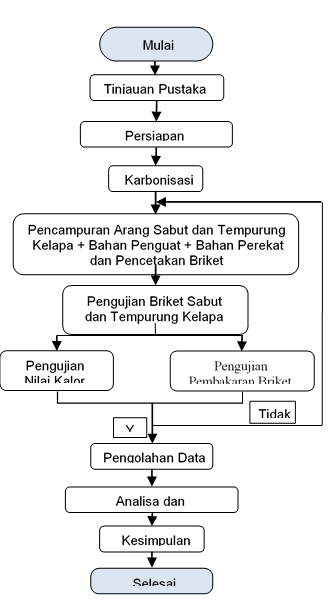 Mulai
Tinjauan Pustaka
Persiapan
Karbonisasi
Pencampuran Arang Sabut dan Tempurung
Kelapa + Bahan Penguat + Bahan Perekat
dan Pencetakan Briket
Pengujian Briket Sabut
dan Tempurung Kelapa
Pengujian
Nilai Kalor
Pengujian
Pembakaran Briket
Tidak
Y
Pengolahan Data
Analisa dan
Kesimpulan
Selesai